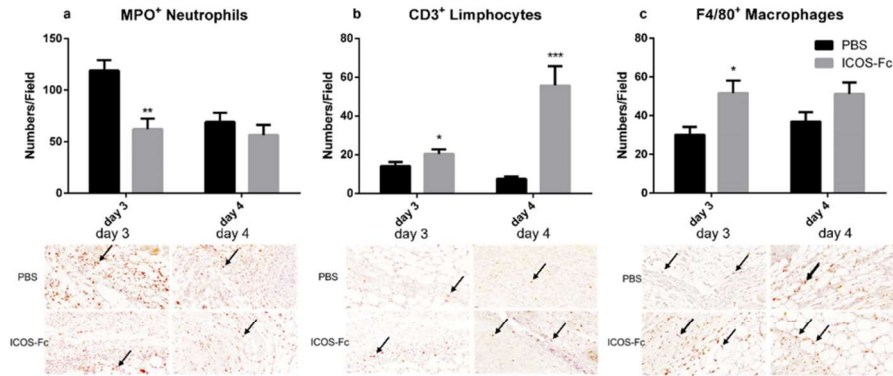 a MPO+ Neutrophils
Numbers/Field
150
100
50
0
day 3
day 4
**
b CD3+ Limphocytes
Numbers/Field
80
60
40
20
0
day 3
day 4
*
***
c F4/80+ Macrophages
Numbers/Field
80
60
40
20
0
day 3
day 4
*
PBS
ICOS-Fc
day 3 day 4
PBS
ICOS-Fc
day 3 day 4
PBS
ICOS-Fc
day 3 day 4
PBS
ICOS-Fc